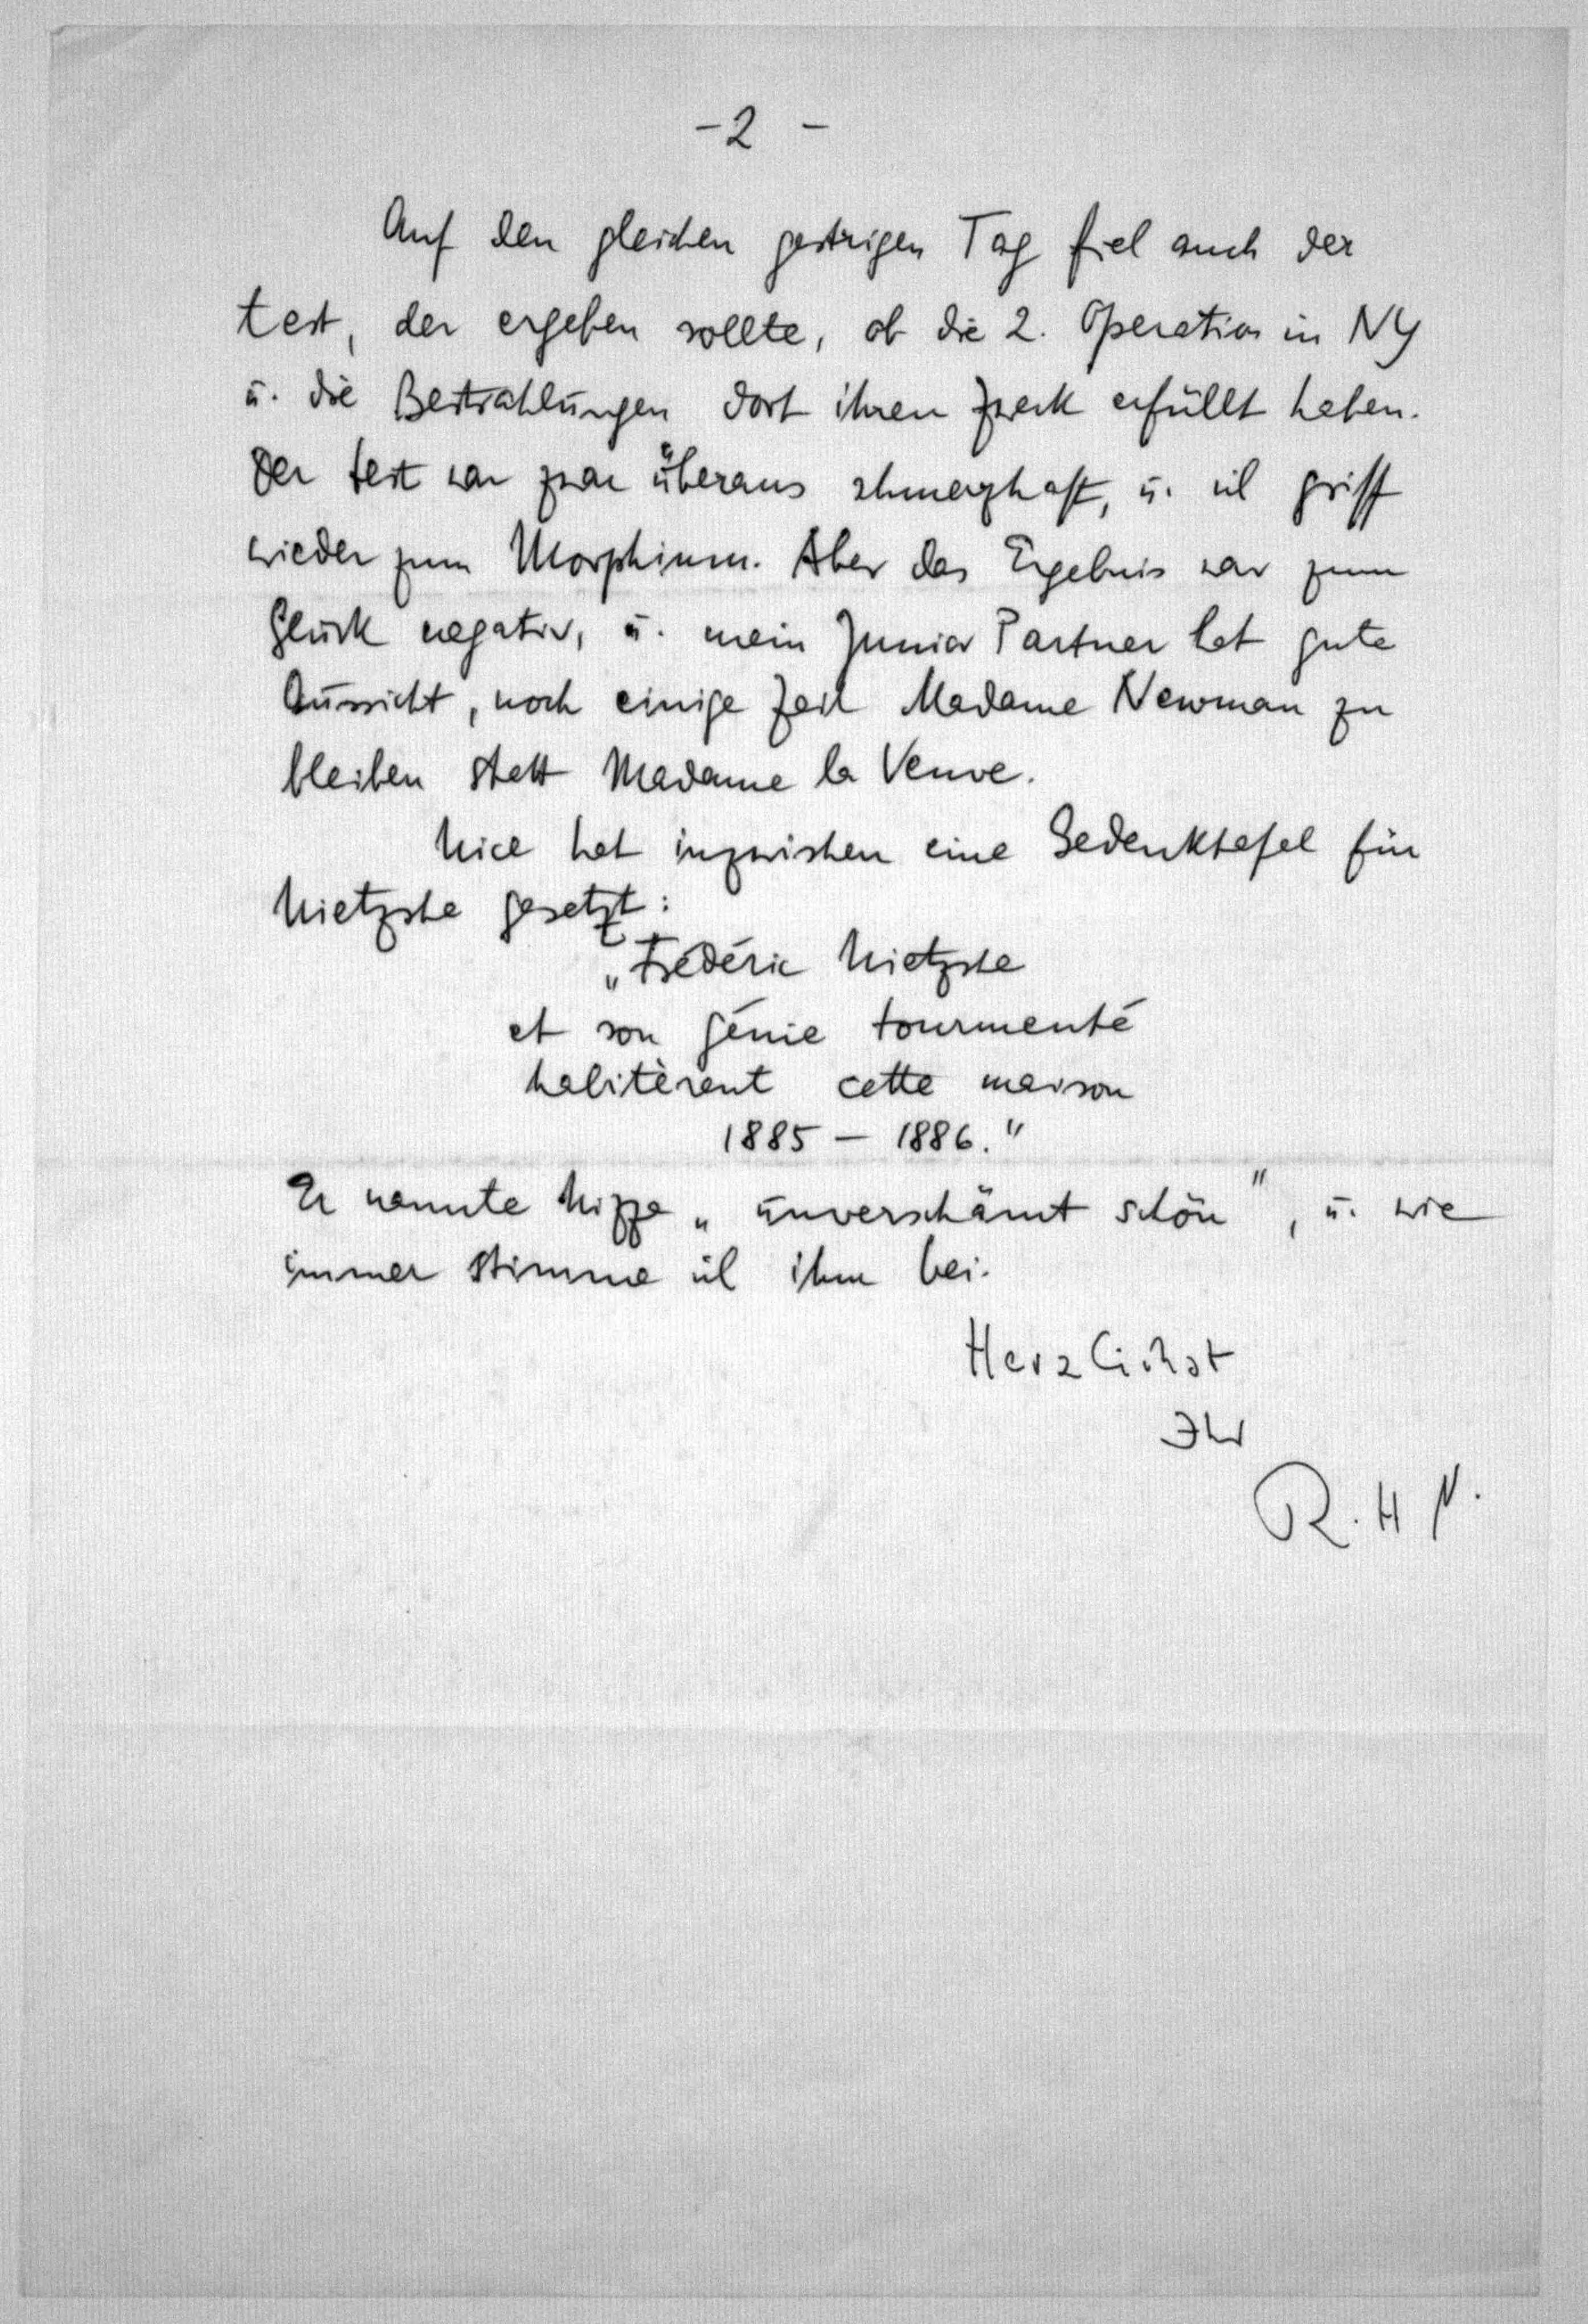 - 2 -
Auf den gleichen gestrigen Tag fiel auch der
test, der ergeben sollte, ob die 2. Operation in NY
u. die Bestrahlungen dort ihren Zweck erfüllt haben.
Der test war zwar überaus schmerzhaft, u. ich griff
wieder zum Morphium. Aber das Ergebnis war zum
Glück negativ, u. mein Junior Partner hat gute
Aussicht, noch einige Zeit Madame Newman zu
bleiben statt Madame la Veuve.
Nice hat inzwischen eine Gedenktafel für
Nietzsche gesetzt:
„Frédéric Nietzsche
et son génie tourmenté
habitèrent cette maison
1885 – 1886."
Er nannte Nizza „unverschämt schön", u. wie
immer stimme ich ihm bei.
Herzlichst
Ihr
R. H N.